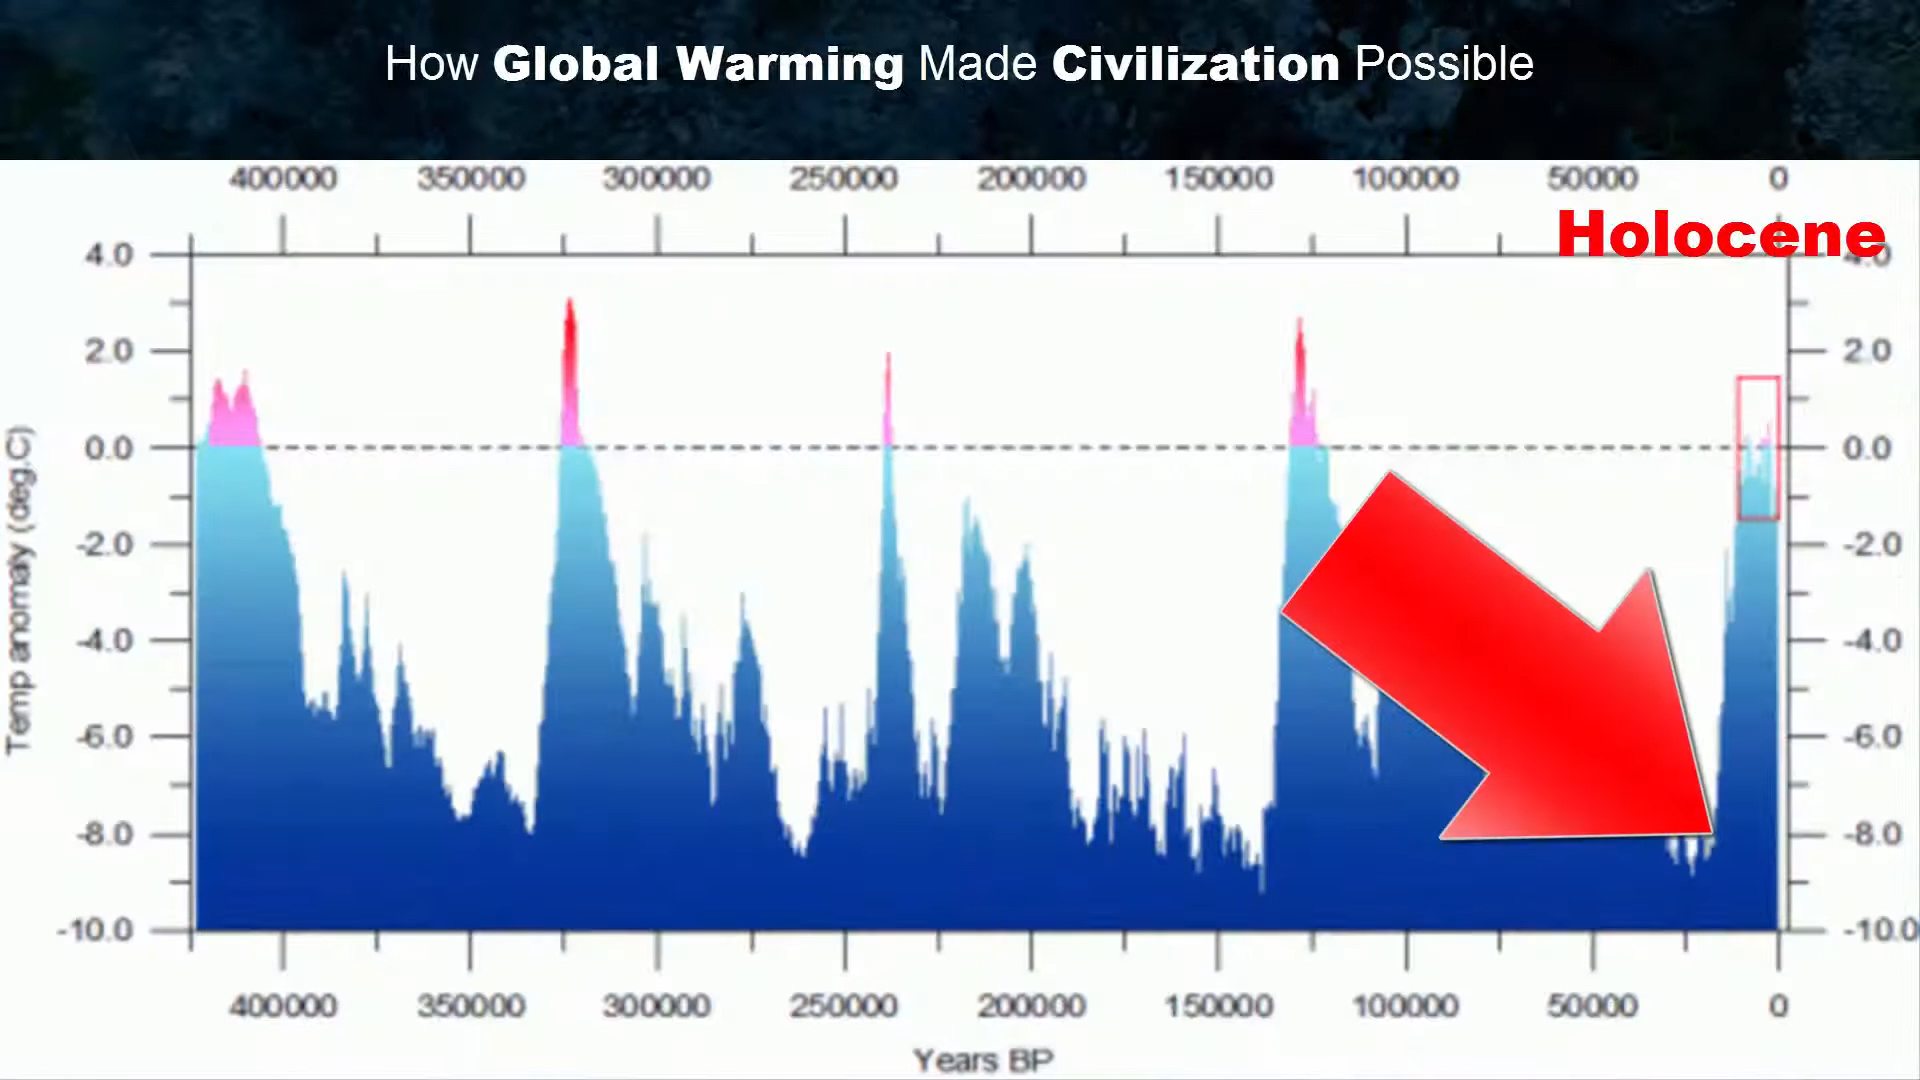 How Global Warming Made Civilization Possible
400000 350000 300000 250000 200000 150000 100000 50000 0
Holocene
4.0 4.0
2.0 2.0
0.0 0.0
-2.0 -2.0
-4.0 -4.0
-6.0 -6.0
-8.0 -8.0
-10.0 -10.0
Temp anomaly (deg.C)
400000 350000 300000 250000 200000 150000 100000 50000 0
Years BP